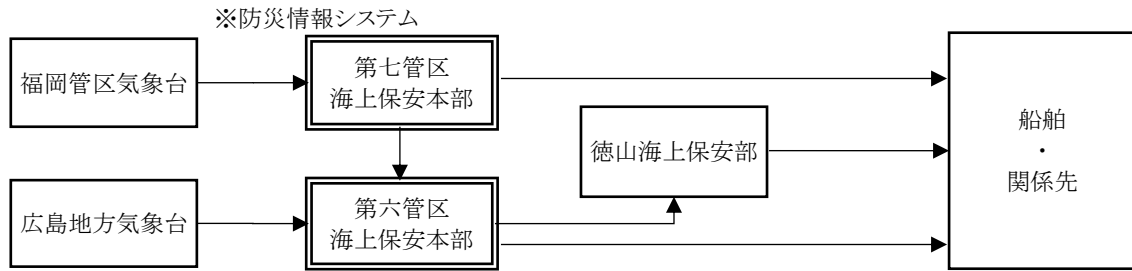 ※防災情報システム
福岡管区気象台
第七管区
海上保安本部
徳山海上保安部
船舶
・
関係先
広島地方気象台
第六管区
海上保安本部